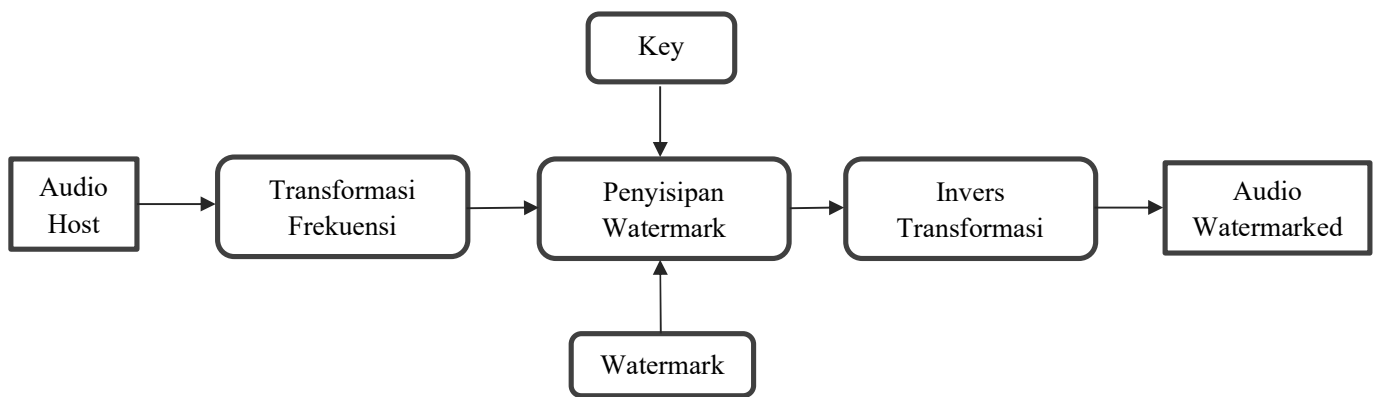 Key
Audio
Host
Transformasi
Frekuensi
Penyisipan
Watermark
Invers
Transformasi
Audio
Watermarked
Watermark